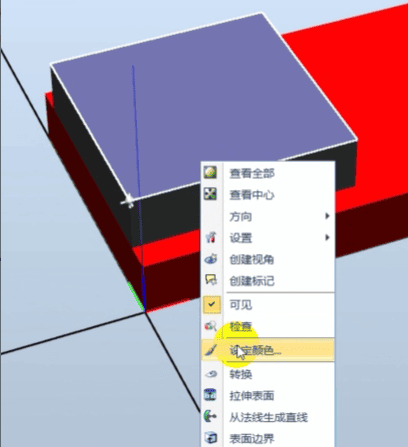 查看全部
查看中心
方向
设置
创建视角
创建标记
可见
检查
设定颜色...
转换
拉伸表面
从法线生成直线
表面边界